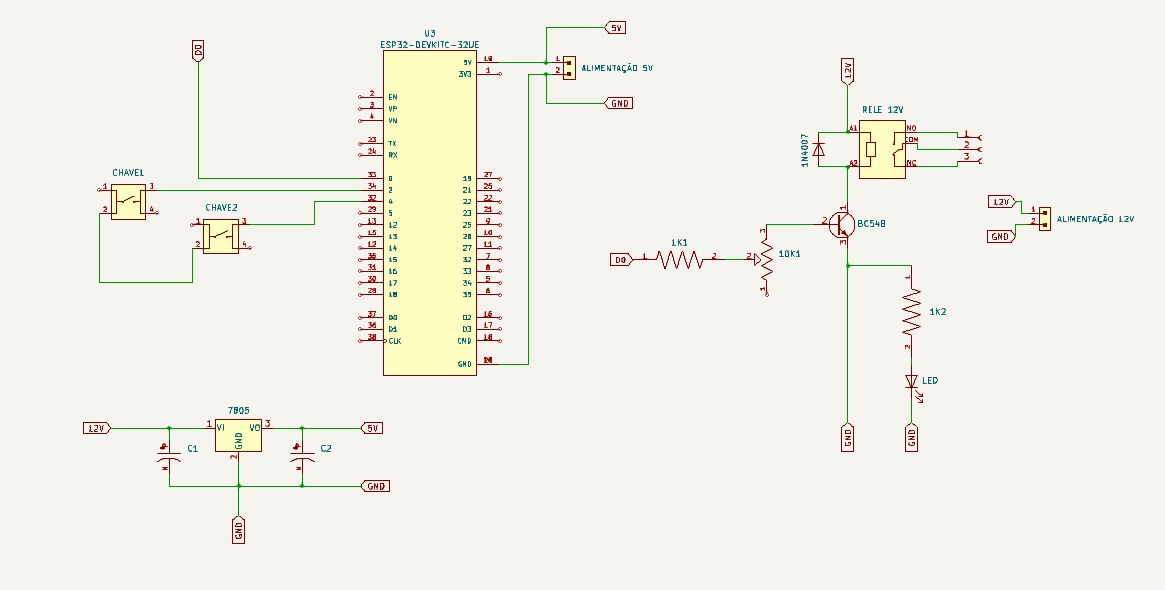 U3
ESP32-DEVKITC-32UE
D0
5V
GND
ALIMENTAÇÃO 5V
1
2
5V 19
3V3 1
2 EN
3 VP
4 VN
23 TX
24 RX
33 0
34 2
32 4
29 5
13 12
15 13
12 14
35 15
31 16
30 17
29 18
37 D0
36 D1
38 CLK
19 27
21 25
22 22
23 21
25 9
26 10
27 11
32 7
33 8
34 5
35 6
D2 16
D3 17
CMD 18
GND 26
CHAVE1
1
2
3
4
CHAVE2
1
2
3
4
12V
RELE 12V
1N4007
A1
A2
NO
COM
NC
1
2
3
12V
GND
1
2
ALIMENTAÇÃO 12V
D0
1
1K1
2
2
3
10K1
1
2
1
BC548
3
1
1K2
2
LED
GND
GND
12V
7805
1
VI
VO
3
GND
2
5V
C1
C2
GND
GND